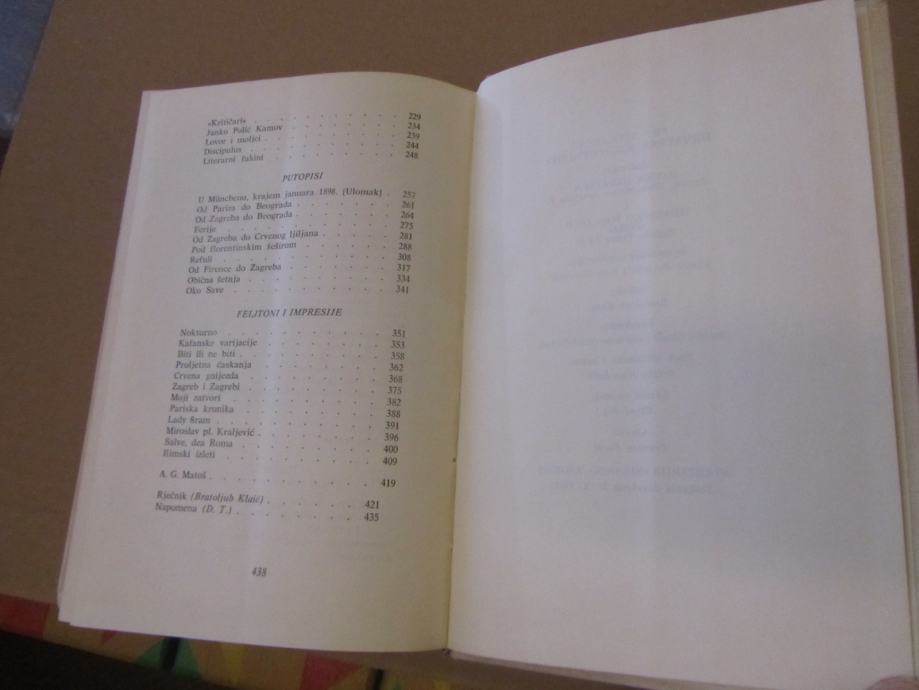 »Kritičari« . . . . . . . . . . 229
Janko Polić Kamov . . . . . . . 234
Lovor i moljci . . . . . . . . . 239
Discipulus . . . . . . . . . . . 244
Literarni fakini . . . . . . . . 248
PUTOPISI
U Münchenu, krajem januara 1898. (Ulomak) . 257
Od Pariza do Beograda . . . . . . 261
Od Zagreba do Beograda . . . . . . 264
Ferije . . . . . . . . . . . . 275
Od Zagreba do Crvenog ljiljana . . . . 281
Pod florentinskim šeširom . . . . . 288
Refuli . . . . . . . . . . . . 308
Od Firence do Zagreba . . . . . . 317
Obična šetnja . . . . . . . . . 334
Oko Save . . . . . . . . . . . 341
FELJTONI I IMPRESIJE
Nokturno . . . . . . . . . . . 351
Kafanske varijacije . . . . . . . 353
Biti ili ne biti . . . . . . . . . 358
Proljetna ćaskanja . . . . . . . . 362
Crvena gnijezda . . . . . . . . 368
Zagreb i Zagrebi . . . . . . . . 375
Moji zatvori . . . . . . . . . . 382
Pariska kronika . . . . . . . . 388
Lady Šram . . . . . . . . . . 391
Miroslav pl. Kraljević . . . . . . . 396
Salve, dea Roma . . . . . . . . 400
Rimski izleti . . . . . . . . . . 409
A. G. Matoš . . . . . . . . . . 419
Rječnik (Bratoljub Klaić) . . . . . . 421
Napomena (D. T.) . . . . . . . . 435
438